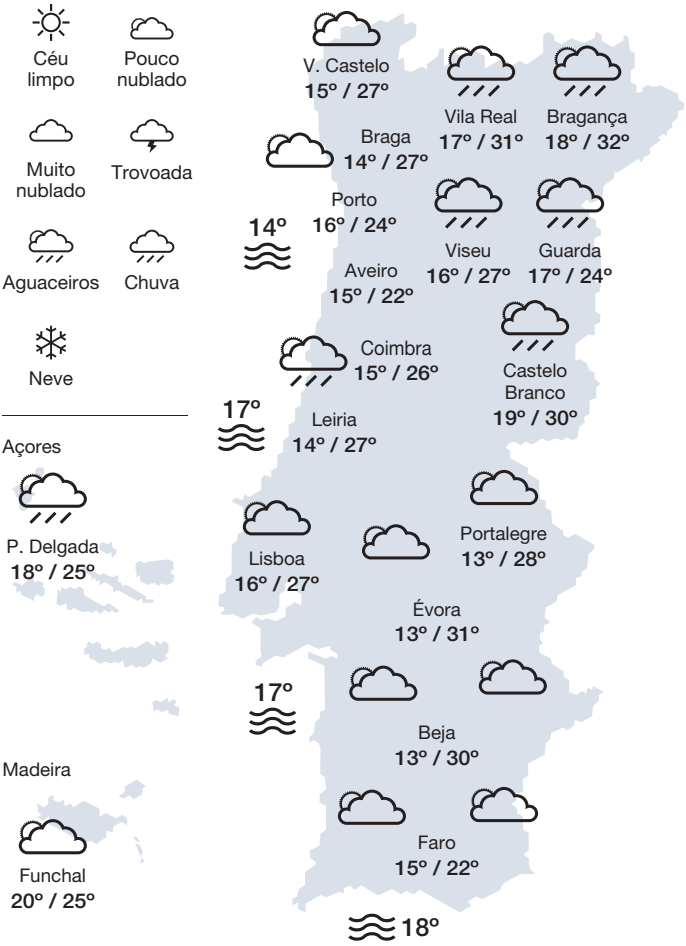 Céu
limpo
Pouco
nublado
Muito
nublado
Trovoada
Aguaceiros
Chuva
Neve
Açores
P. Delgada
18º / 25º
Madeira
Funchal
20º / 25º
V. Castelo
15º / 27º
Vila Real
17º / 31º
Bragança
18º / 32º
Braga
14º / 27º
Porto
16º / 24º
14º
Viseu
16º / 27º
Guarda
17º / 24º
Aveiro
15º / 22º
Coimbra
15º / 26º
Castelo
Branco
19º / 30º
17º
Leiria
14º / 27º
Portalegre
13º / 28º
Lisboa
16º / 27º
Évora
13º / 31º
17º
Beja
13º / 30º
Faro
15º / 22º
18º